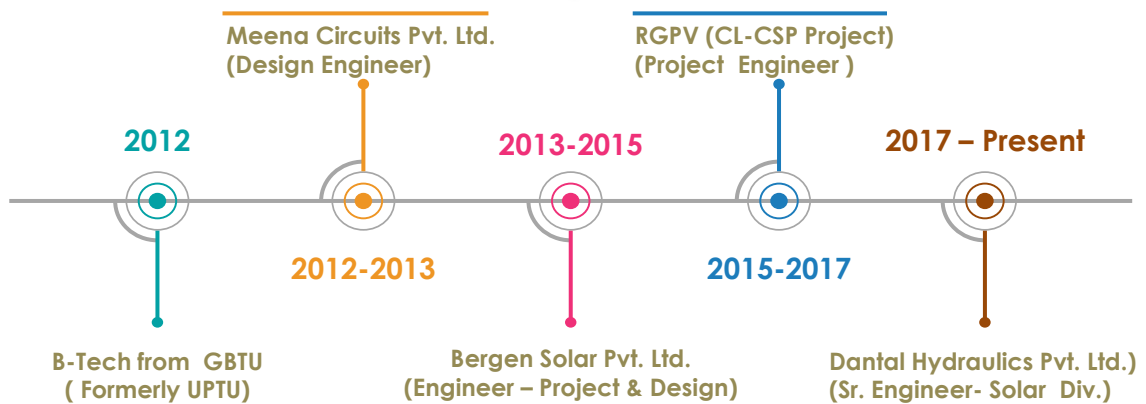 Meena Circuits Pvt. Ltd.
(Design Engineer)
RGPV (CL-CSP Project)
(Project Engineer )
2012
2013-2015
2017 – Present
2012-2013
2015-2017
B-Tech from GBTU
( Formerly UPTU)
Bergen Solar Pvt. Ltd.
(Engineer – Project & Design)
Dantal Hydraulics Pvt. Ltd.)
(Sr. Engineer- Solar Div.)